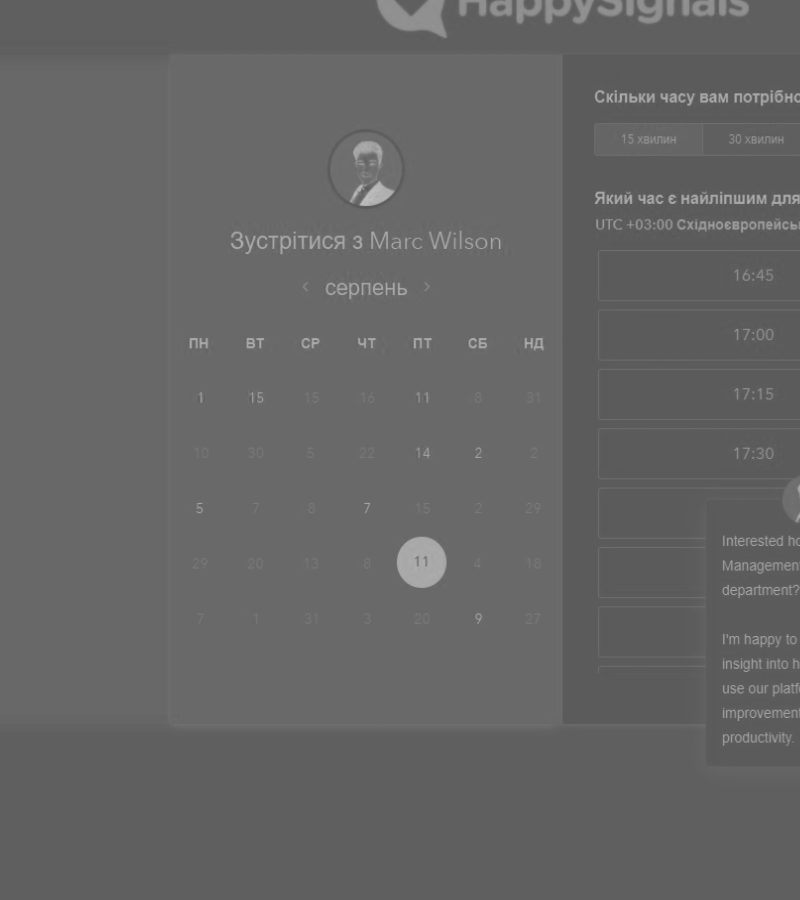 HappySignals
Зустрітися з Marc Wilson
серпень
ПН ВТ СР ЧТ ПТ СБ НД
1 15 15 16 11 8 31
10 30 5 22 14 2 2
5 7 8 7 15 2 29
29 20 13 8 11 4 18
7 1 31 3 20 9 27
Скільки часу вам потрібно
15 хвилин 30 хвилин
Який час є найліпшим для
UTC +03:00 Східноєвропейськ
16:45
17:00
17:15
17:30
Interested ho
Management
department?
I'm happy to
insight into h
use our platf
improvement
productivity.